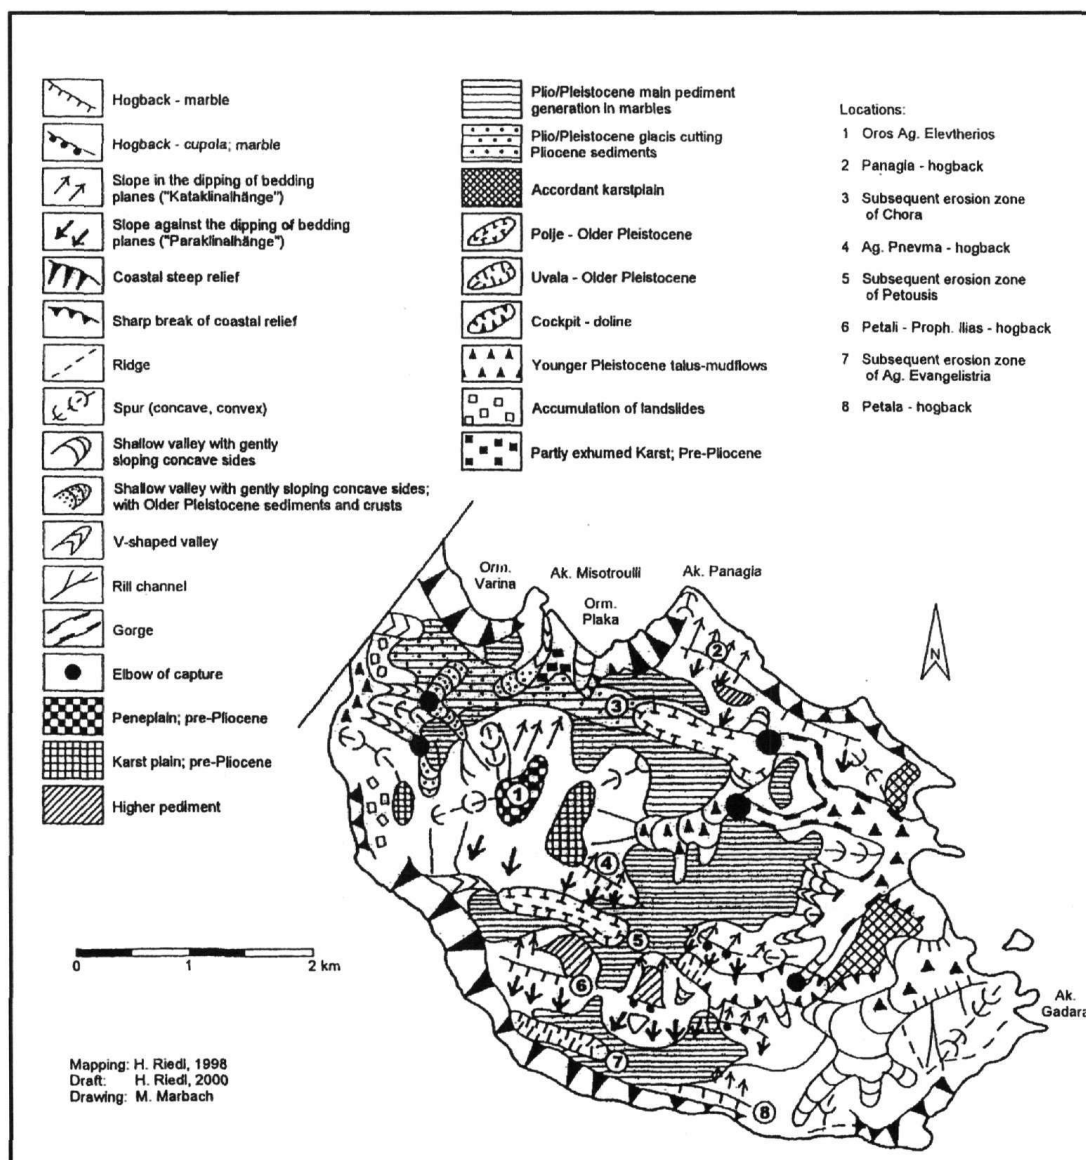 Hogback - marble
Hogback - cupola; marble
Slope in the dipping of bedding
planes ("Kataklinalhänge")
Slope against the dipping of bedding
planes ("Paraklinalhänge")
Coastal steep relief
Sharp break of coastal relief
Ridge
Spur (concave, convex)
Shallow valley with gently
sloping concave sides
Shallow valley with gently sloping concave sides;
with Older Pleistocene sediments and crusts
V-shaped valley
Rill channel
Gorge
Elbow of capture
Peneplain; pre-Pliocene
Karst plain; pre-Pliocene
Higher pediment
Plio/Pleistocene main pediment
generation in marbles
Plio/Pleistocene glacis cutting
Pliocene sediments
Accordant karstplain
Polje - Older Pleistocene
Uvala - Older Pleistocene
Cockpit - doline
Younger Pleistocene talus-mudflows
Accumulation of landslides
Partly exhumed Karst; Pre-Pliocene
Locations:
1 Oros Ag. Elevtherios
2 Panagia - hogback
3 Subsequent erosion zone
of Chora
4 Ag. Pnevma - hogback
5 Subsequent erosion zone
of Petousis
6 Petali - Proph. Ilias - hogback
7 Subsequent erosion zone
of Ag. Evangelistria
8 Petala - hogback
Orm.
Varina
Ak. Misotroulli
Orm.
Plaka
Ak. Panagia
N
2
3
1
4
5
6
7
8
Ak.
Gadara
0 1 2 km
Mapping: H. Riedl, 1998
Draft: H. Riedl, 2000
Drawing: M. Marbach